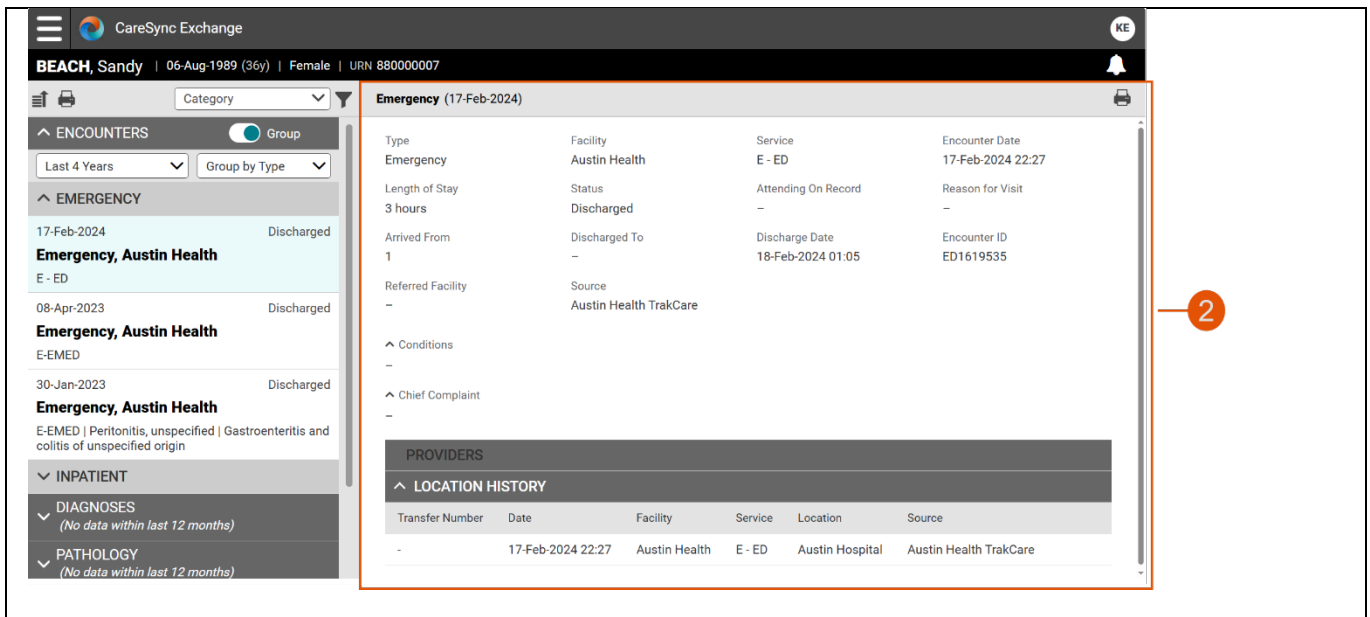 CareSync Exchange
KE
BEACH, Sandy | 06-Aug-1989 (36y) | Female | URN 880000007
Category
ENCOUNTERS
Group
Last 4 Years
Group by Type
EMERGENCY
17-Feb-2024 Discharged
Emergency, Austin Health
E - ED
08-Apr-2023 Discharged
Emergency, Austin Health
E-EMED
30-Jan-2023 Discharged
Emergency, Austin Health
E-EMED | Peritonitis, unspecified | Gastroenteritis and
colitis of unspecified origin
INPATIENT
DIAGNOSES
(No data within last 12 months)
PATHOLOGY
(No data within last 12 months)
Emergency (17-Feb-2024)
Type Facility Service Encounter Date
Emergency Austin Health E - ED 17-Feb-2024 22:27
Length of Stay Status Attending On Record Reason for Visit
3 hours Discharged – –
Arrived From Discharged To Discharge Date Encounter ID
1 – 18-Feb-2024 01:05 ED1619535
Referred Facility Source
– Austin Health TrakCare
Conditions
–
Chief Complaint
–
PROVIDERS
LOCATION HISTORY
Transfer Number Date Facility Service Location Source
- 17-Feb-2024 22:27 Austin Health E - ED Austin Hospital Austin Health TrakCare
2